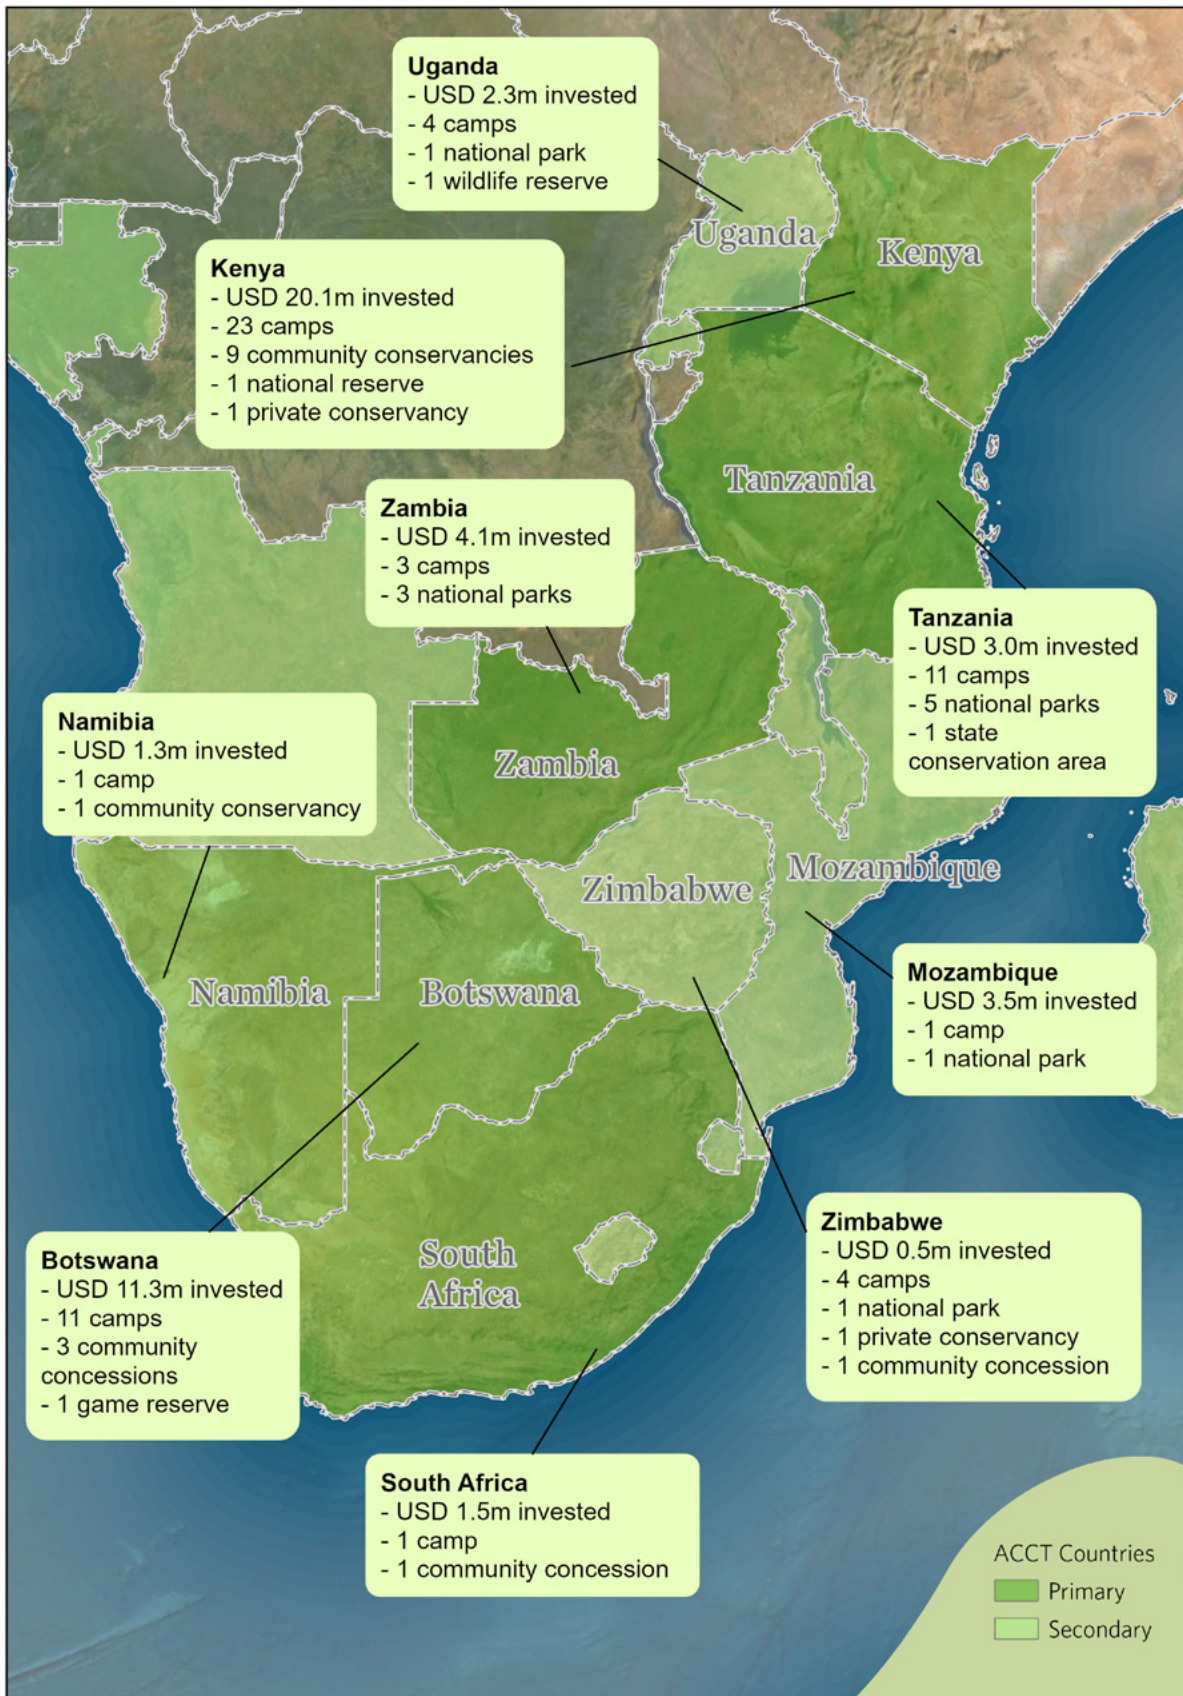 Uganda
- USD 2.3m invested
- 4 camps
- 1 national park
- 1 wildlife reserve
Uganda
Kenya
Kenya
- USD 20.1m invested
- 23 camps
- 9 community conservancies
- 1 national reserve
- 1 private conservancy
Tanzania
Zambia
- USD 4.1m invested
- 3 camps
- 3 national parks
Tanzania
- USD 3.0m invested
- 11 camps
- 5 national parks
- 1 state
conservation area
Namibia
- USD 1.3m invested
- 1 camp
- 1 community conservancy
Zambia
Zimbabwe
Mozambique
Namibia
Botswana
Mozambique
- USD 3.5m invested
- 1 camp
- 1 national park
Botswana
- USD 11.3m invested
- 11 camps
- 3 community
concessions
- 1 game reserve
South
Africa
Zimbabwe
- USD 0.5m invested
- 4 camps
- 1 national park
- 1 private conservancy
- 1 community concession
South Africa
- USD 1.5m invested
- 1 camp
- 1 community concession
ACCT Countries
Primary
Secondary